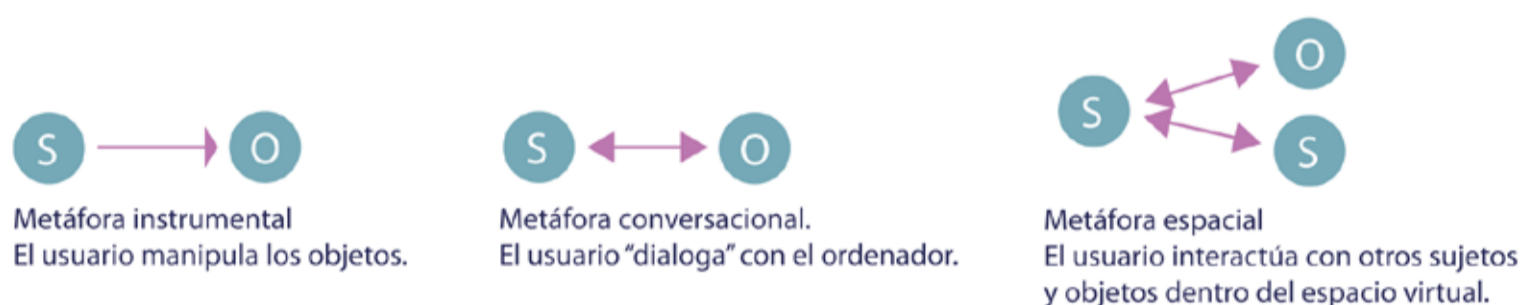 S O
Metáfora instrumental
El usuario manipula los objetos.
S O
Metáfora conversacional.
El usuario “dialoga” con el ordenador.
S O
S
Metáfora espacial
El usuario interactúa con otros sujetos
y objetos dentro del espacio virtual.